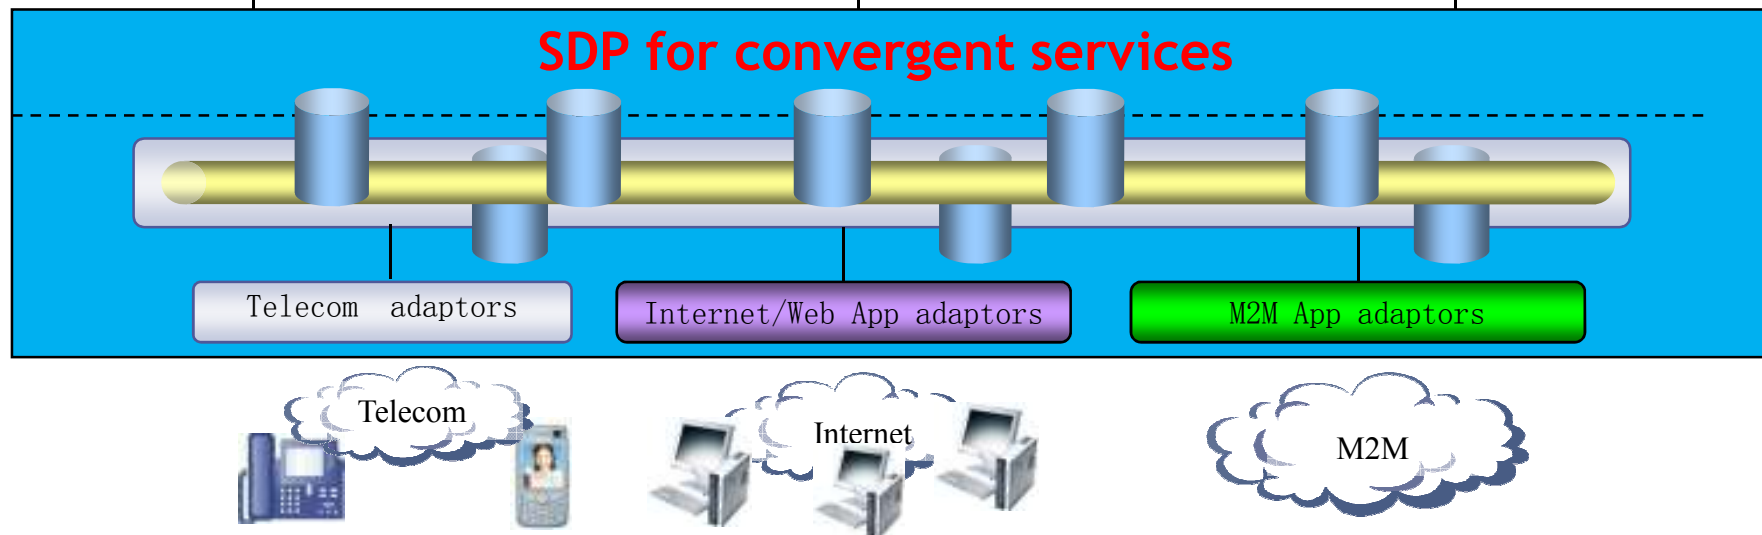 SDP for convergent services
Telecom adaptors
Internet/Web App adaptors
M2M App adaptors
Telecom
Internet
M2M